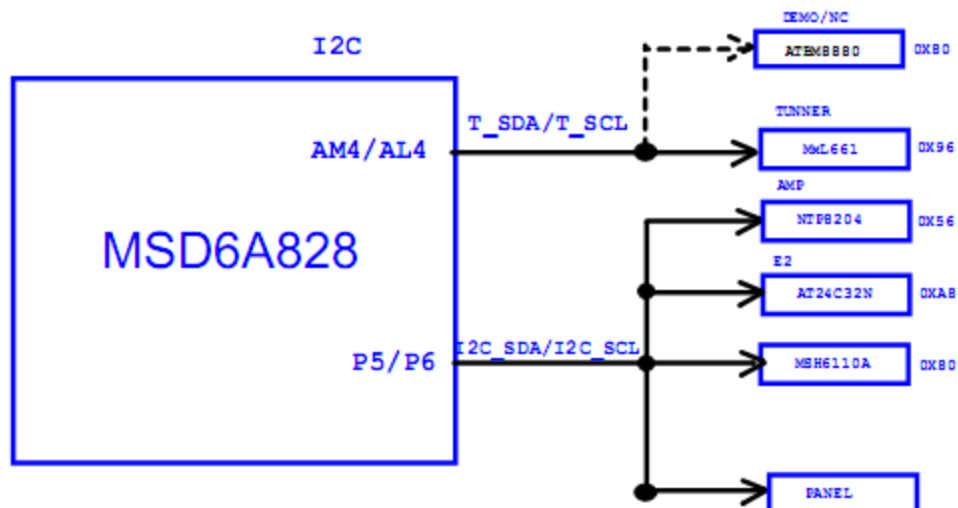 I2C
MSD6A828
AM4/AL4
T_SDA/T_SCL
P5/P6
I2C_SDA/I2C_SCL
DEMO/NC
ATBM8880
0X80
TUNNER
MxL661
0X96
AMP
NTP8204
0X56
E2
AT24C32N
0XA8
MSH6110A
0X80
PANEL